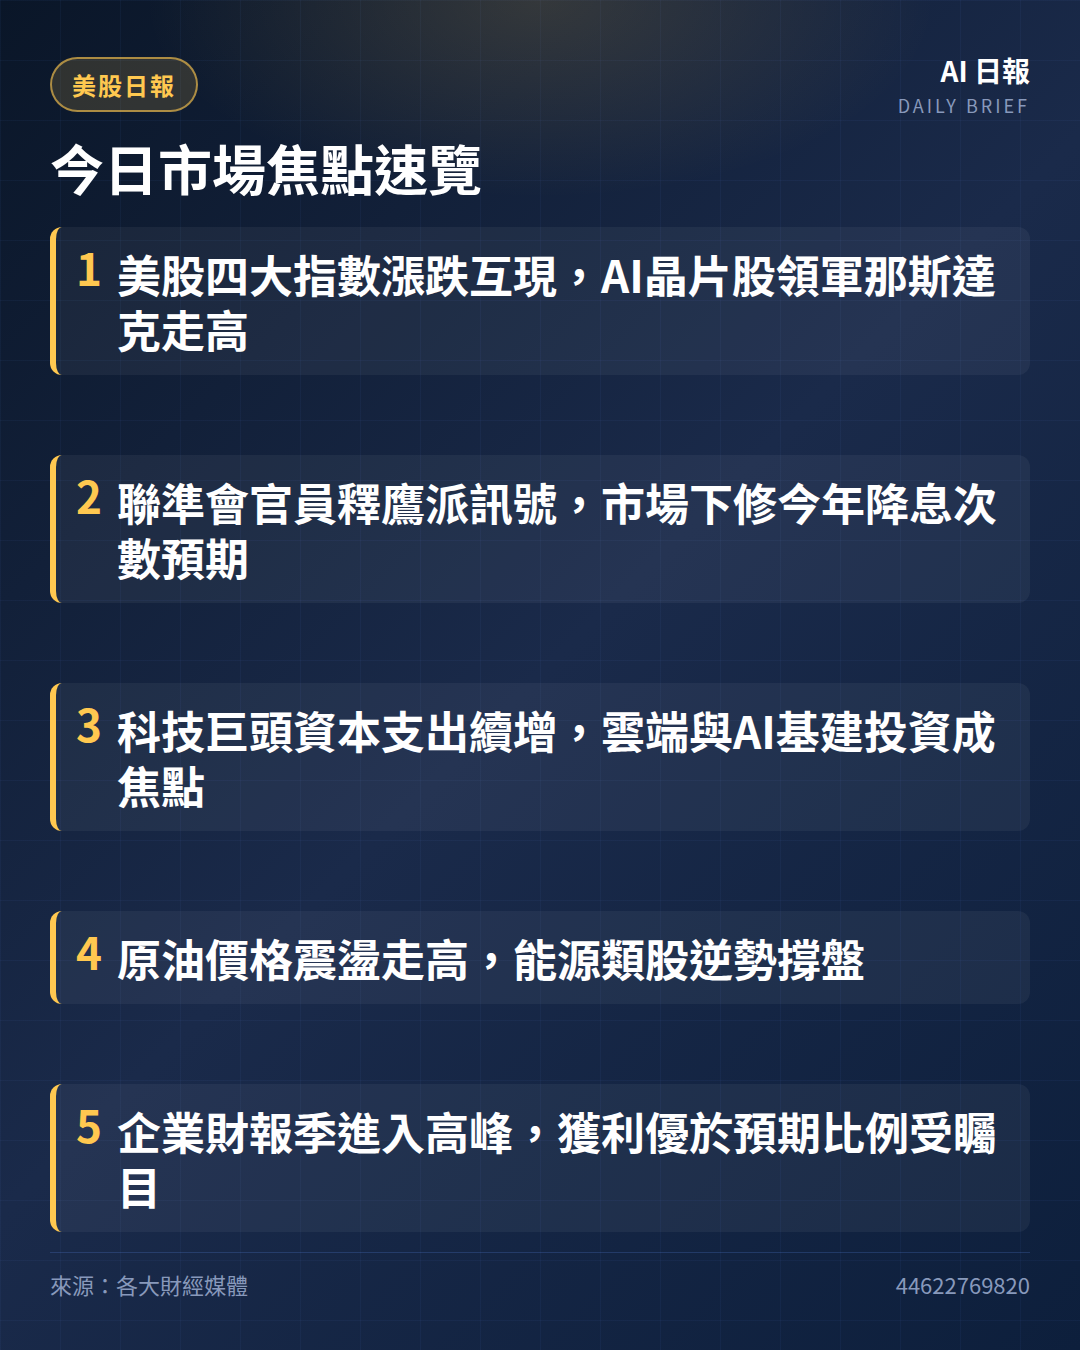 美股日報
AI 日報
DAILY BRIEF
今日市場焦點速覽
1 美股四大指數漲跌互現，AI晶片股領軍那斯達
克走高
2 聯準會官員釋鷹派訊號，市場下修今年降息次
數預期
3 科技巨頭資本支出續增，雲端與AI基建投資成
焦點
4 原油價格震盪走高，能源類股逆勢撐盤
5 企業財報季進入高峰，獲利優於預期比例受矚
目
來源：各大財經媒體
44622769820